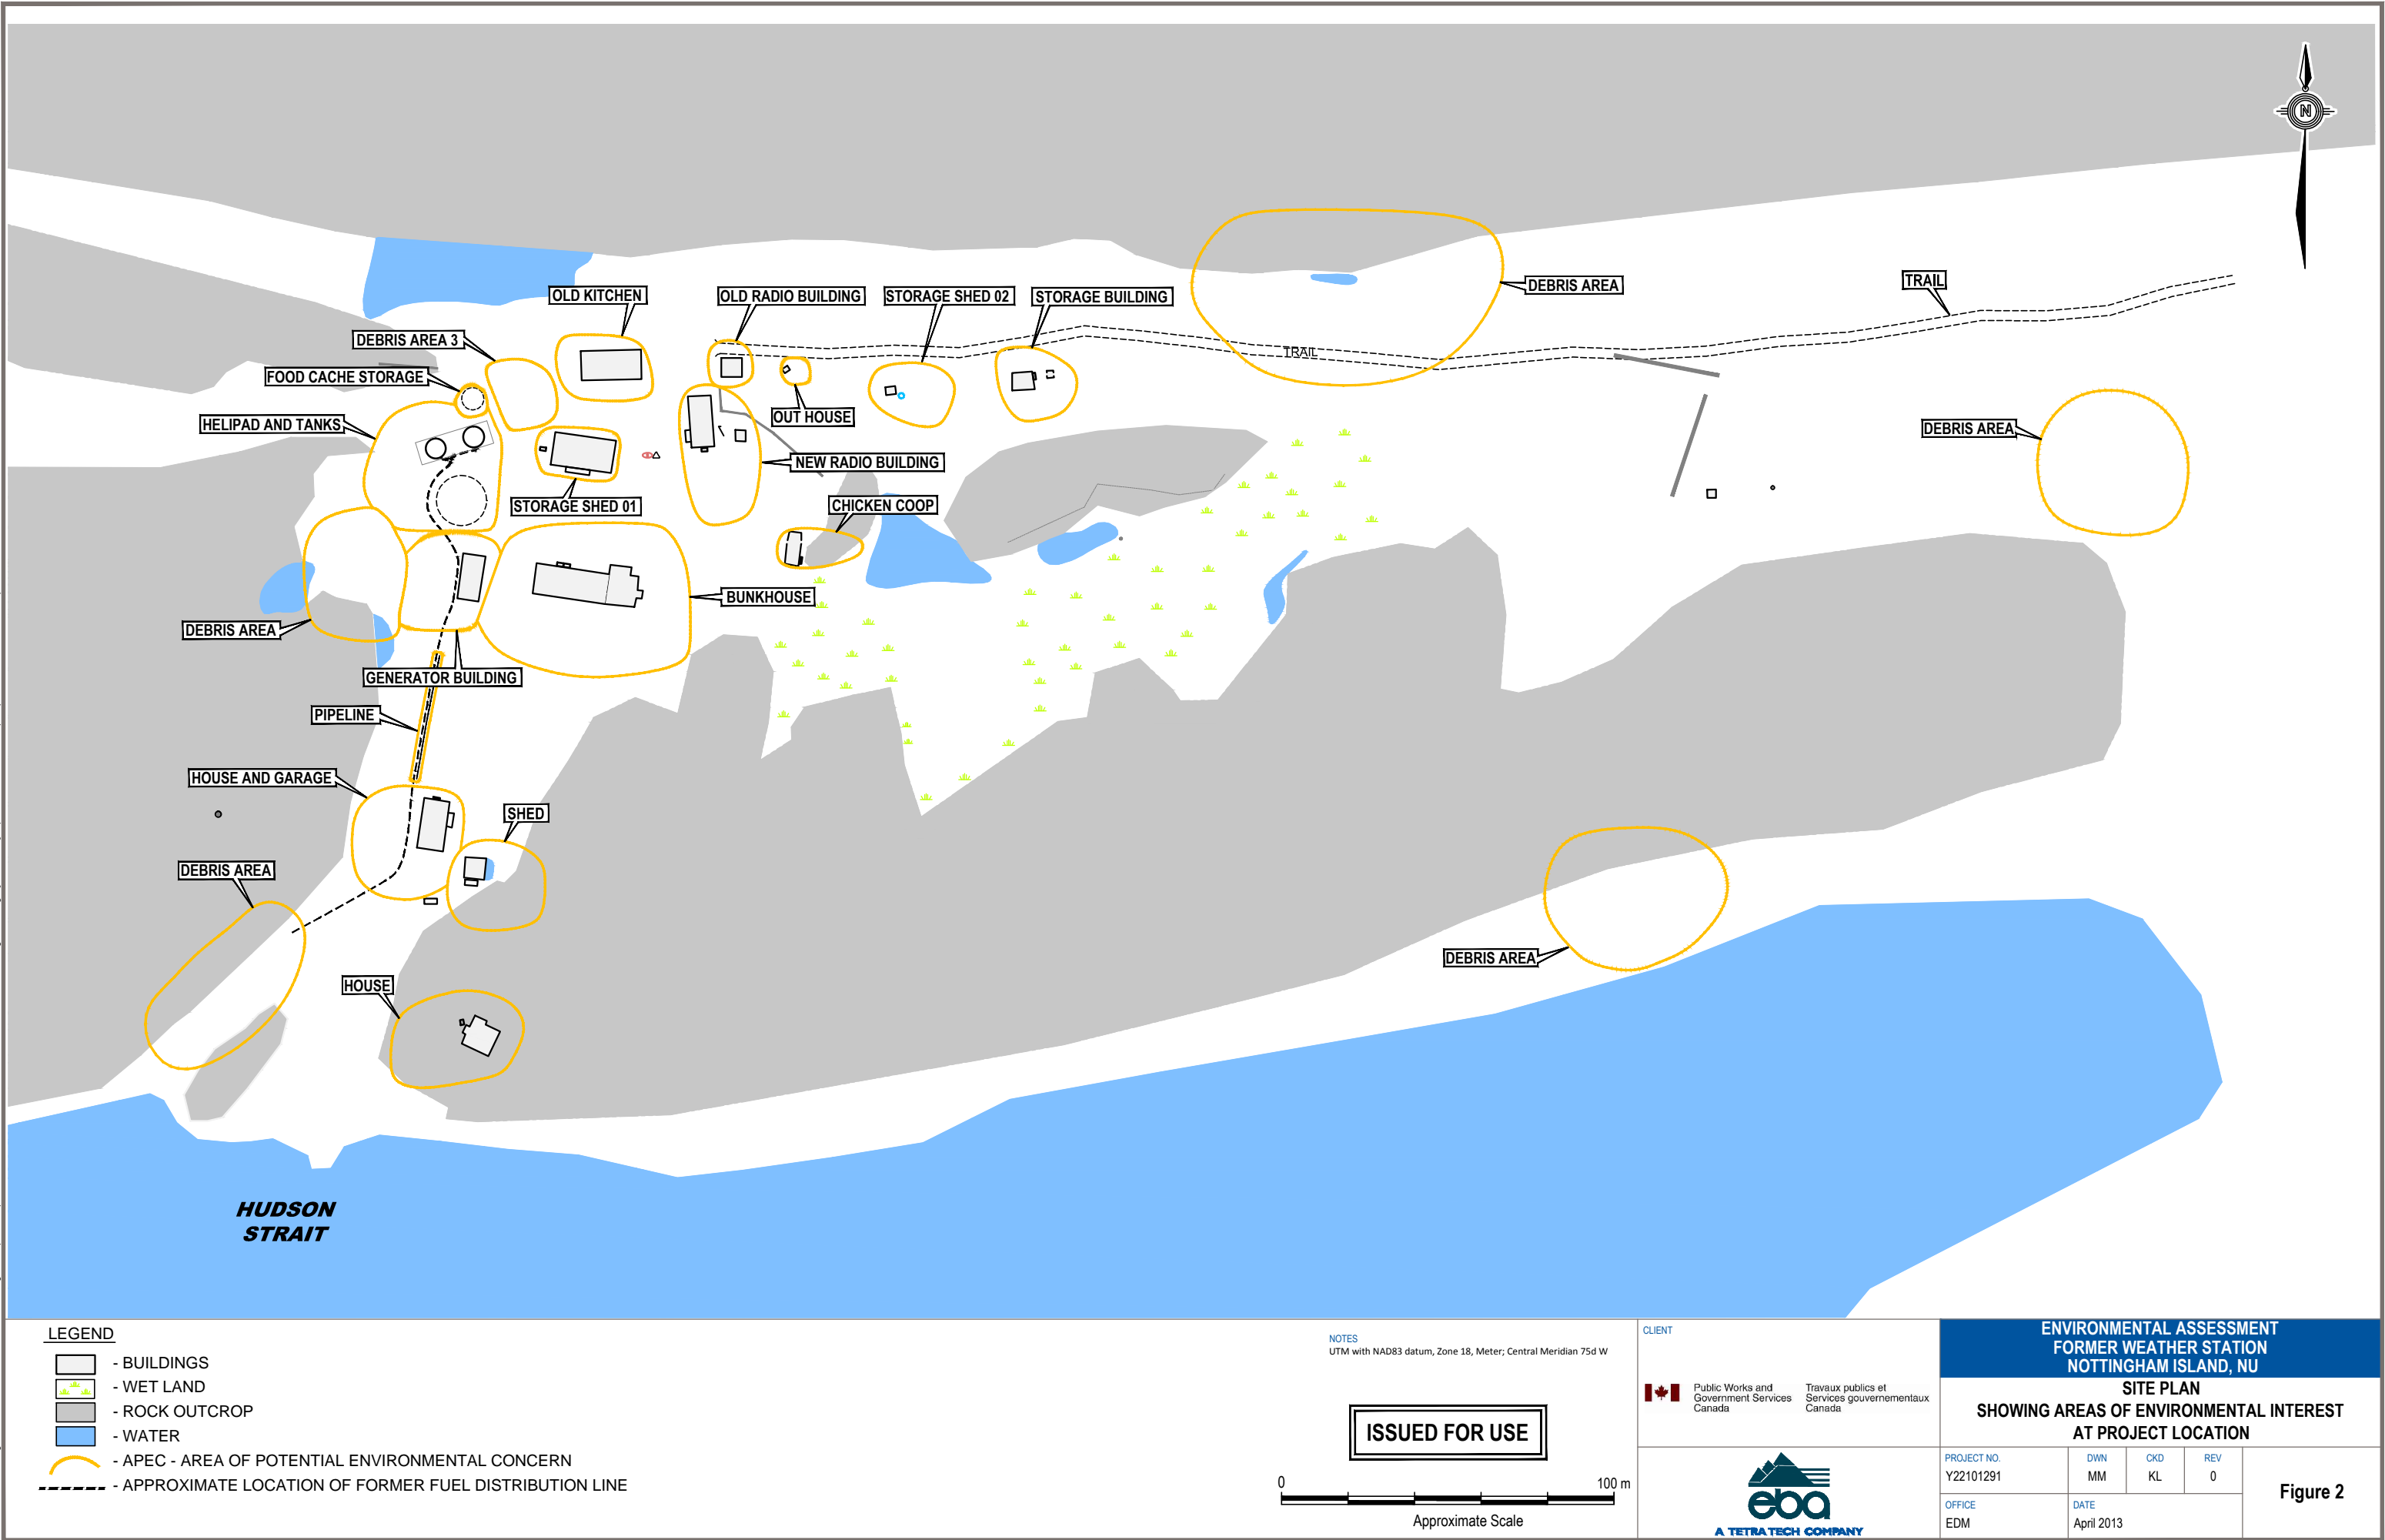 N
OLD KITCHEN
OLD RADIO BUILDING
STORAGE SHED 02
STORAGE BUILDING
DEBRIS AREA
TRAIL
DEBRIS AREA 3
TRAIL
FOOD CACHE STORAGE
HELIPAD AND TANKS
OUT HOUSE
DEBRIS AREA
NEW RADIO BUILDING
STORAGE SHED 01
CHICKEN COOP
BUNKHOUSE
DEBRIS AREA
GENERATOR BUILDING
PIPELINE
HOUSE AND GARAGE
SHED
DEBRIS AREA
DEBRIS AREA
HOUSE
HUDSON
STRAIT
LEGEND
- BUILDINGS
- WET LAND
- ROCK OUTCROP
- WATER
- APEC - AREA OF POTENTIAL ENVIRONMENTAL CONCERN
- APPROXIMATE LOCATION OF FORMER FUEL DISTRIBUTION LINE
NOTES
UTM with NAD83 datum, Zone 18, Meter; Central Meridian 75d W
ISSUED FOR USE
0 100 m
Approximate Scale
CLIENT
Public Works and
Government Services
Canada
Travaux publics et
Services gouvernementaux
Canada
eba
A TETRA TECH COMPANY
ENVIRONMENTAL ASSESSMENT
FORMER WEATHER STATION
NOTTINGHAM ISLAND, NU
SITE PLAN
SHOWING AREAS OF ENVIRONMENTAL INTEREST
AT PROJECT LOCATION
PROJECT NO. DWN CKD REV
Y22101291 MM KL 0
OFFICE DATE
EDM April 2013
Figure 2